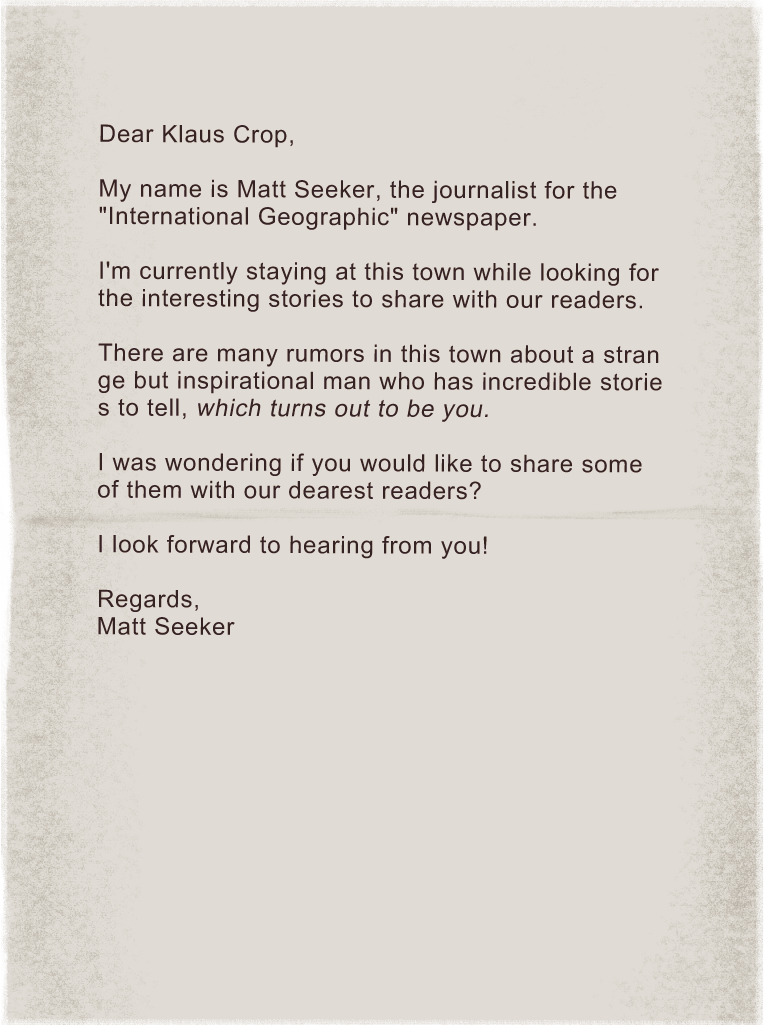 Dear Klaus Crop,
My name is Matt Seeker, the journalist for the
"International Geographic" newspaper.
I'm currently staying at this town while looking for
the interesting stories to share with our readers.
There are many rumors in this town about a stran
ge but inspirational man who has incredible storie
s to tell, which turns out to be you.
I was wondering if you would like to share some
of them with our dearest readers?
I look forward to hearing from you!
Regards,
Matt Seeker